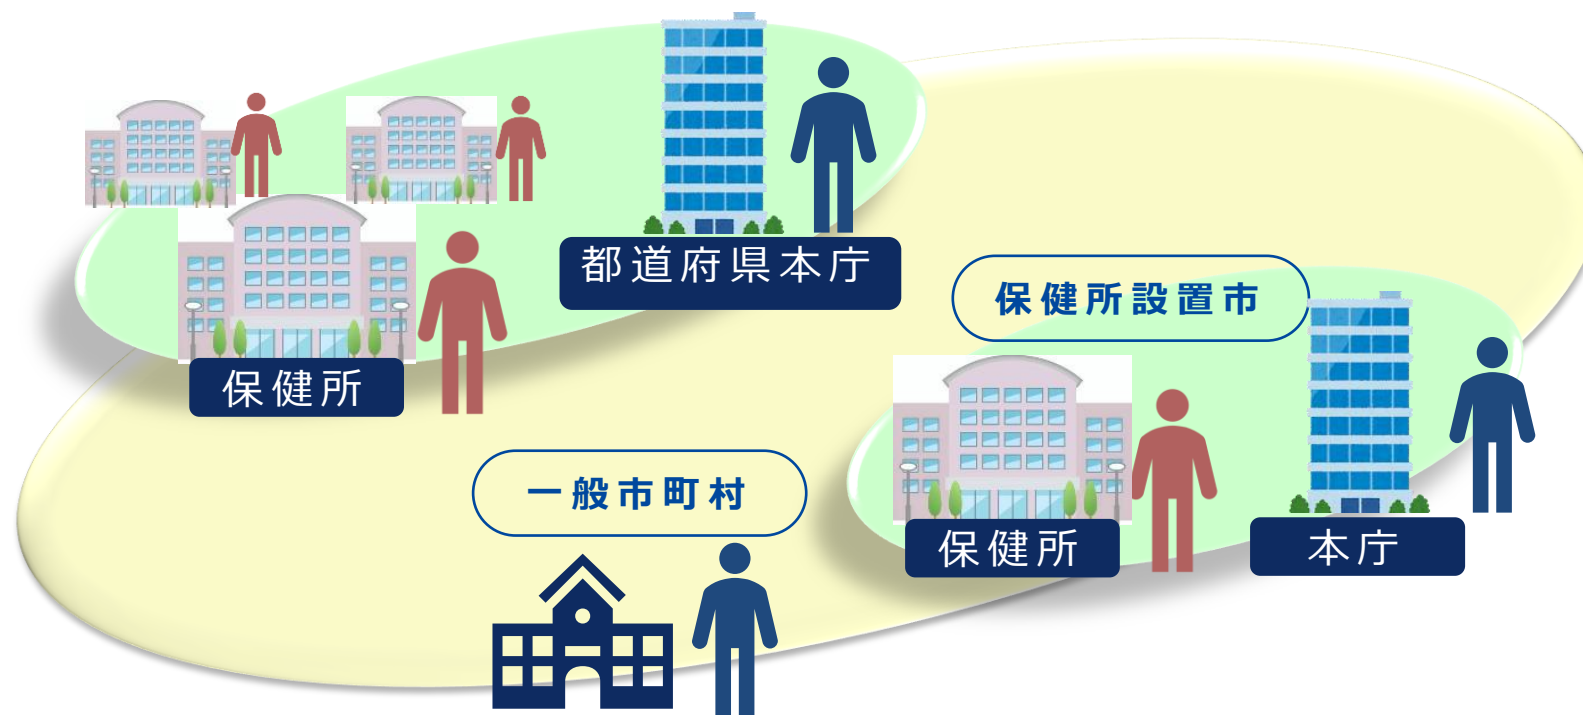 都道府県本庁
保健所設置市
保健所
一般市町村
保健所
本庁